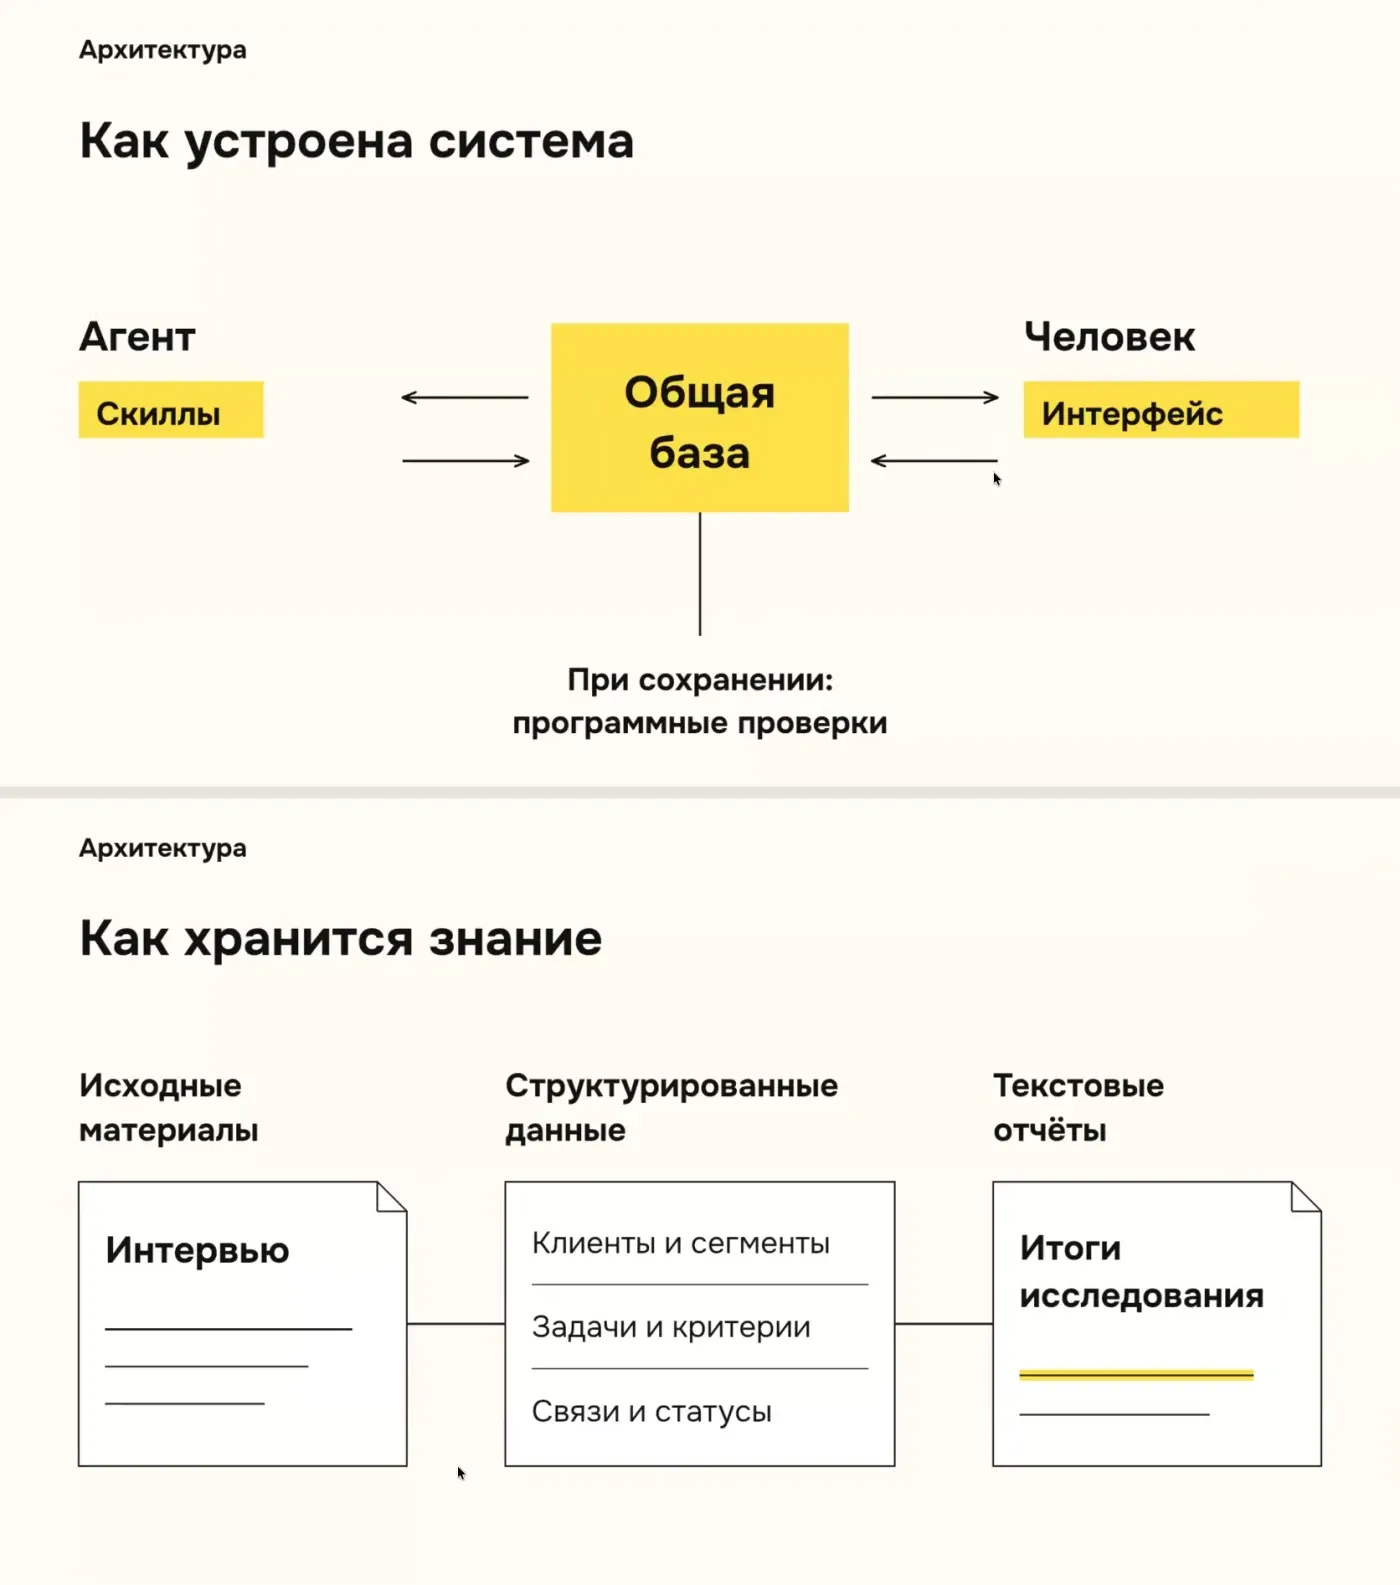 Архитектура
Как устроена система
Агент
Скиллы
Общая
база
Человек
Интерфейс
При сохранении:
программные проверки
Архитектура
Как хранится знание
Исходные
материалы
Интервью
Структурированные
данные
Клиенты и сегменты
Задачи и критерии
Связи и статусы
Текстовые
отчёты
Итоги
исследования